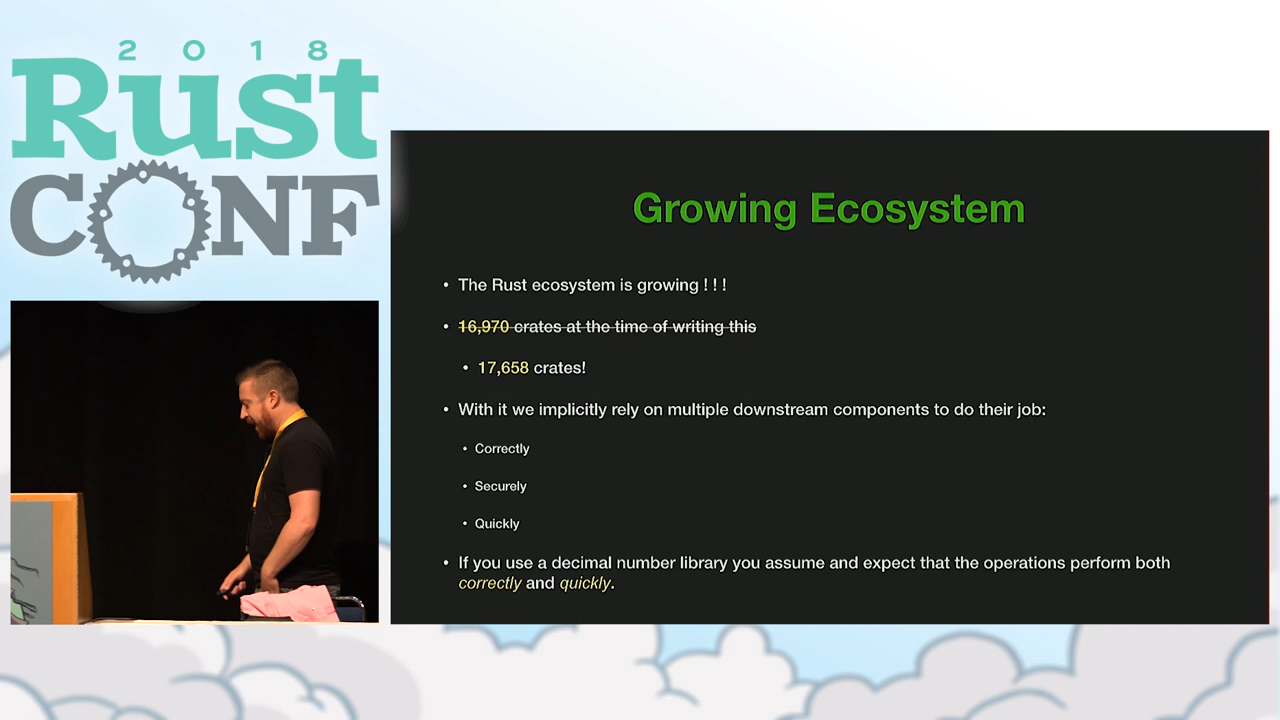 2018
Rust
CONF
Growing Ecosystem
• The Rust ecosystem is growing ! ! !
• 16,970 crates at the time of writing this
• 17,658 crates!
• With it we implicitly rely on multiple downstream components to do their job:
• Correctly
• Securely
• Quickly
• If you use a decimal number library you assume and expect that the operations perform both
correctly and quickly.